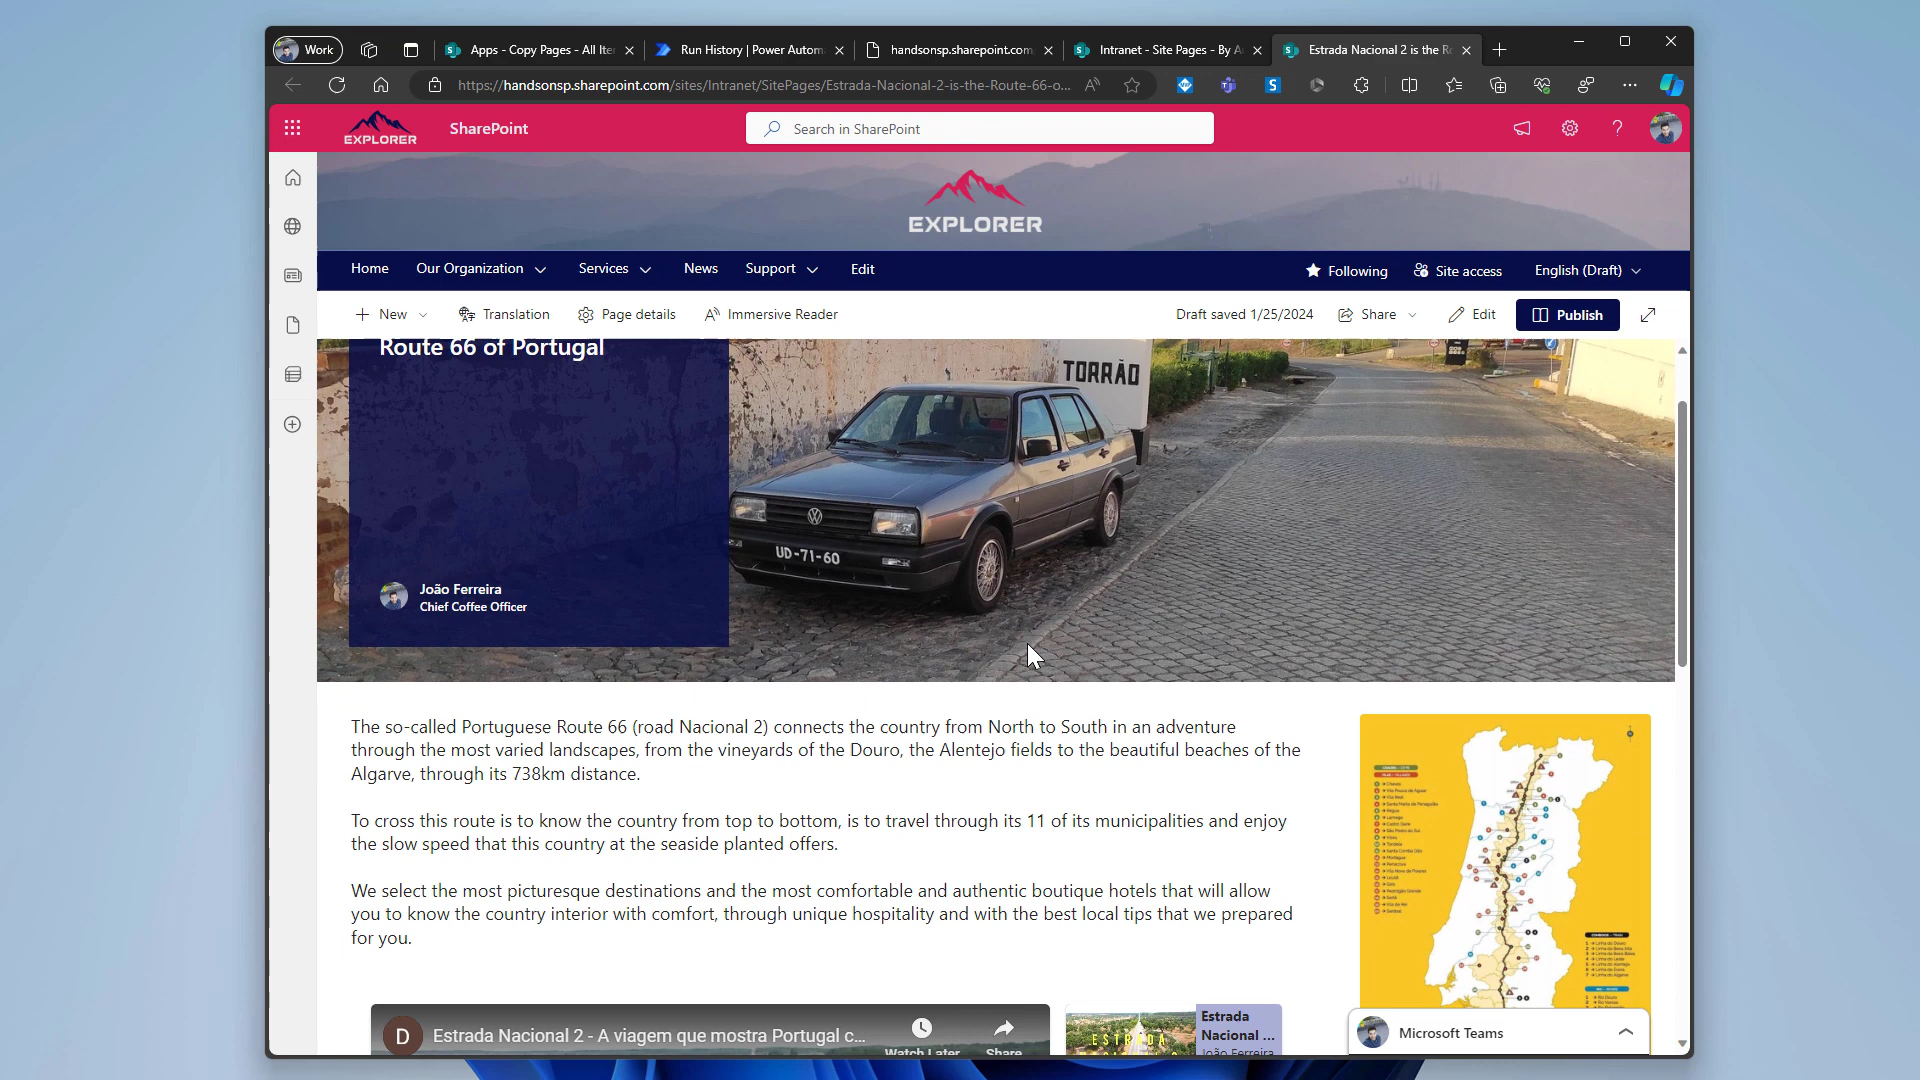 Work
Apps - Copy Pages - All Ite
Run History | Power Autom
handsonsp.sharepoint.com
Intranet - Site Pages - By A
Estrada Nacional 2 is the Ro
https://handsonsp.sharepoint.com/sites/Intranet/SitePages/Estrada-Nacional-2-is-the-Route-66-o...
EXPLORER
SharePoint
Search in SharePoint
EXPLORER
Home
Our Organization
Services
News
Support
Edit
Following
Site access
English (Draft)
New
Translation
Page details
Immersive Reader
Draft saved 1/25/2024
Share
Edit
Publish
Route 66 of Portugal
TORRÃO
UD-71-60
João Ferreira
Chief Coffee Officer
The so-called Portuguese Route 66 (road Nacional 2) connects the country from North to South in an adventure
through the most varied landscapes, from the vineyards of the Douro, the Alentejo fields to the beautiful beaches of the
Algarve, through its 738km distance.
To cross this route is to know the country from top to bottom, is to travel through its 11 of its municipalities and enjoy
the slow speed that this country at the seaside planted offers.
We select the most picturesque destinations and the most comfortable and authentic boutique hotels that will allow
you to know the country interior with comfort, through unique hospitality and with the best local tips that we prepared
for you.
D
Estrada Nacional 2 - A viagem que mostra Portugal c...
Watch Later
Share
ESTRADA
Estrada
Nacional ...
João Ferreira
Microsoft Teams